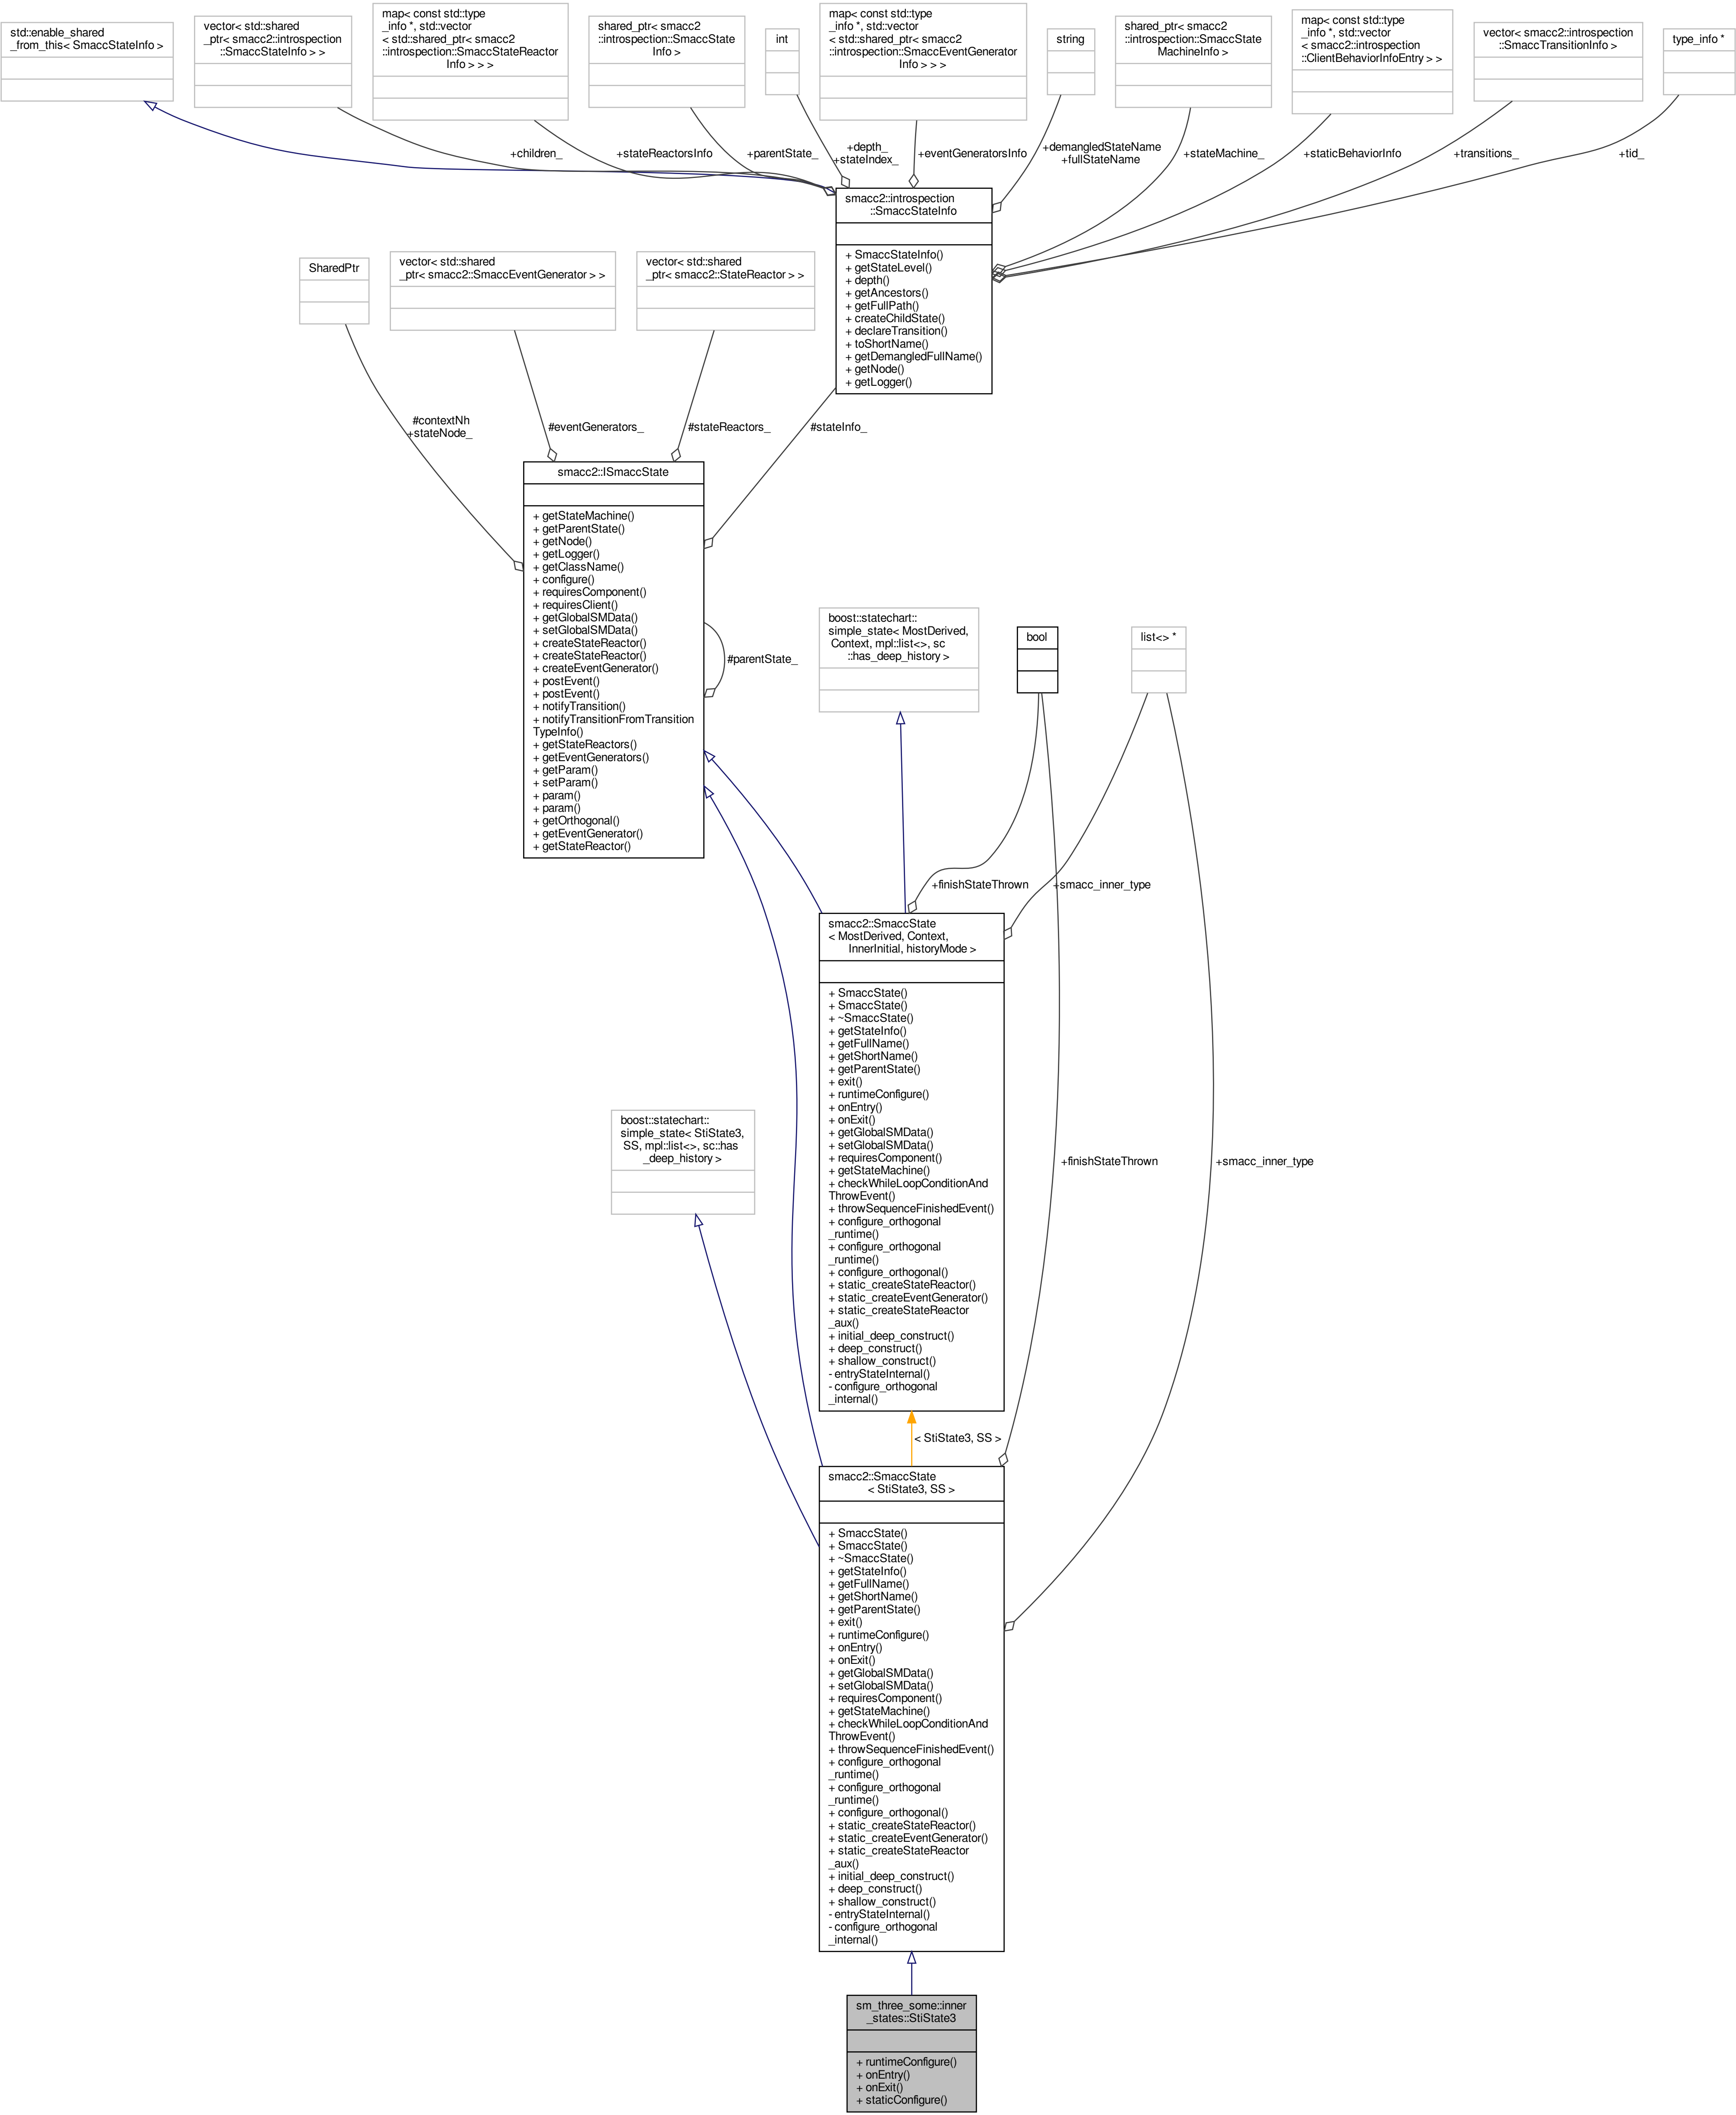 std::enable_shared
_from_this< SmaccStateInfo >
vector< std::shared
_ptr< smacc2::introspection
::SmaccStateInfo > >
map< const std::type
_info *, std::vector
< std::shared_ptr< smacc2
::introspection::SmaccStateReactor
Info > > >
shared_ptr< smacc2
::introspection::SmaccState
Info >
int
map< const std::type
_info *, std::vector
< std::shared_ptr< smacc2
::introspection::SmaccEventGenerator
Info > > >
string
shared_ptr< smacc2
::introspection::SmaccState
MachineInfo >
map< const std::type
_info *, std::vector
< smacc2::introspection
::ClientBehaviorInfoEntry > >
vector< smacc2::introspection
::SmaccTransitionInfo >
type_info *
+children_
+stateReactorsInfo
+parentState_
+depth_
+stateIndex_
+eventGeneratorsInfo
+demangledStateName
+fullStateName
+stateMachine_
+staticBehaviorInfo
+transitions_
+tid_
smacc2::introspection
::SmaccStateInfo
+ SmaccStateInfo()
+ getStateLevel()
+ depth()
+ getAncestors()
+ getFullPath()
+ createChildState()
+ declareTransition()
+ toShortName()
+ getDemangledFullName()
+ getNode()
+ getLogger()
SharedPtr
vector< std::shared
_ptr< smacc2::SmaccEventGenerator > >
vector< std::shared
_ptr< smacc2::StateReactor > >
#contextNh
+stateNode_
#eventGenerators_
#stateReactors_
#stateInfo_
smacc2::ISmaccState
+ getStateMachine()
+ getParentState()
+ getNode()
+ getLogger()
+ getClassName()
+ configure()
+ requiresComponent()
+ requiresClient()
+ getGlobalSMData()
+ setGlobalSMData()
+ createStateReactor()
+ createStateReactor()
+ createEventGenerator()
+ postEvent()
+ postEvent()
+ notifyTransition()
+ notifyTransitionFromTransition
TypeInfo()
+ getStateReactors()
+ getEventGenerators()
+ getParam()
+ setParam()
+ param()
+ param()
+ getOrthogonal()
+ getEventGenerator()
+ getStateReactor()
#parentState_
boost::statechart::
simple_state< MostDerived,
Context, mpl::list<>, sc
::has_deep_history >
bool
list<> *
+finishStateThrown
+smacc_inner_type
smacc2::SmaccState
< MostDerived, Context,
InnerInitial, historyMode >
+ SmaccState()
+ SmaccState()
+ ~SmaccState()
+ getStateInfo()
+ getFullName()
+ getShortName()
+ getParentState()
+ exit()
+ runtimeConfigure()
+ onEntry()
+ onExit()
+ getGlobalSMData()
+ setGlobalSMData()
+ requiresComponent()
+ getStateMachine()
+ checkWhileLoopConditionAnd
ThrowEvent()
+ throwSequenceFinishedEvent()
+ configure_orthogonal
_runtime()
+ configure_orthogonal
_runtime()
+ configure_orthogonal()
+ static_createStateReactor()
+ static_createEventGenerator()
+ static_createStateReactor
_aux()
+ initial_deep_construct()
+ deep_construct()
+ shallow_construct()
- entryStateInternal()
- configure_orthogonal
_internal()
boost::statechart::
simple_state< StiState3,
SS, mpl::list<>, sc::has
_deep_history >
+finishStateThrown
+smacc_inner_type
< StiState3, SS >
smacc2::SmaccState
< StiState3, SS >
+ SmaccState()
+ SmaccState()
+ ~SmaccState()
+ getStateInfo()
+ getFullName()
+ getShortName()
+ getParentState()
+ exit()
+ runtimeConfigure()
+ onEntry()
+ onExit()
+ getGlobalSMData()
+ setGlobalSMData()
+ requiresComponent()
+ getStateMachine()
+ checkWhileLoopConditionAnd
ThrowEvent()
+ throwSequenceFinishedEvent()
+ configure_orthogonal
_runtime()
+ configure_orthogonal
_runtime()
+ configure_orthogonal()
+ static_createStateReactor()
+ static_createEventGenerator()
+ static_createStateReactor
_aux()
+ initial_deep_construct()
+ deep_construct()
+ shallow_construct()
- entryStateInternal()
- configure_orthogonal
_internal()
sm_three_some::inner
_states::StiState3
+ runtimeConfigure()
+ onEntry()
+ onExit()
+ staticConfigure()